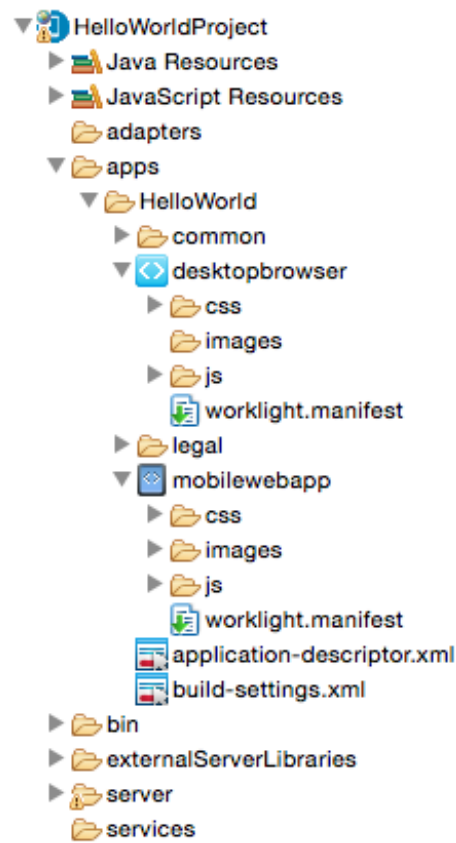 HelloWorldProject
Java Resources
JavaScript Resources
adapters
apps
HelloWorld
common
desktopbrowser
css
images
js
worklight.manifest
legal
mobilewebapp
css
images
js
worklight.manifest
application-descriptor.xml
build-settings.xml
bin
externalServerLibraries
server
services